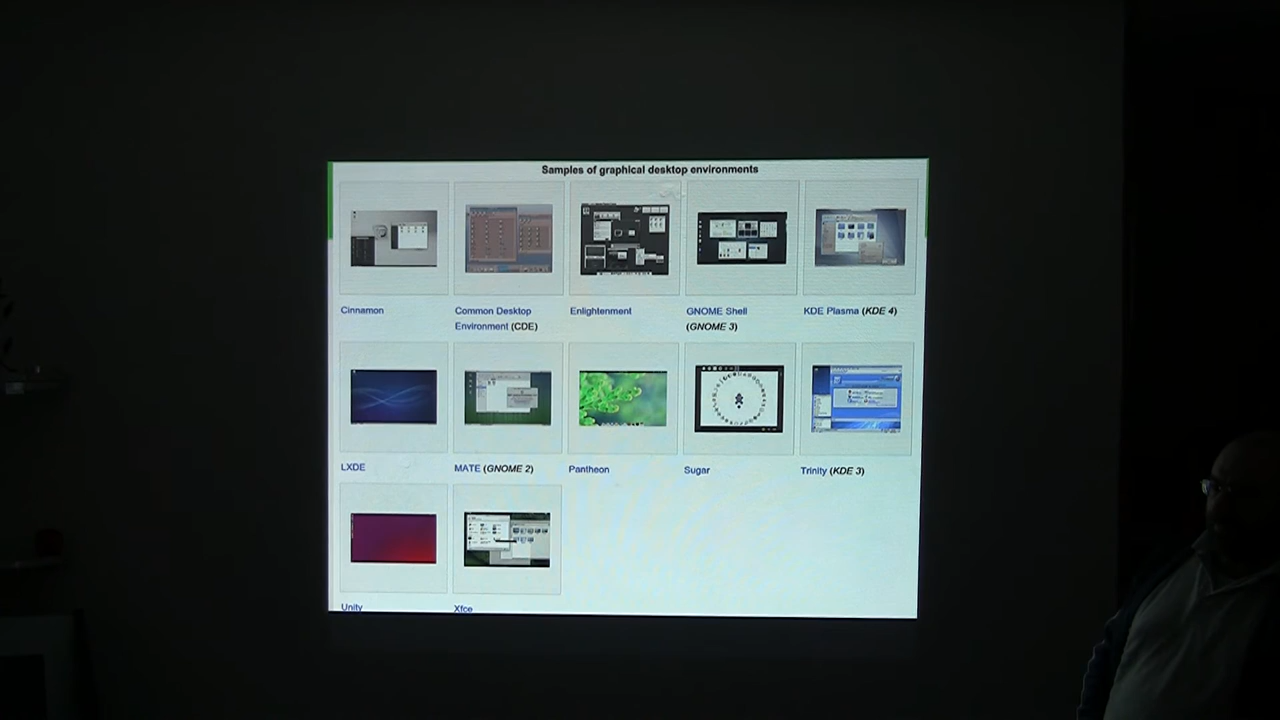 Samples of graphical desktop environments
Cinnamon
Common Desktop
Environment (CDE)
Enlightenment
GNOME Shell
(GNOME 3)
KDE Plasma (KDE 4)
LXDE
MATE (GNOME 2)
Pantheon
Sugar
Trinity (KDE 3)
Unity
Xfce